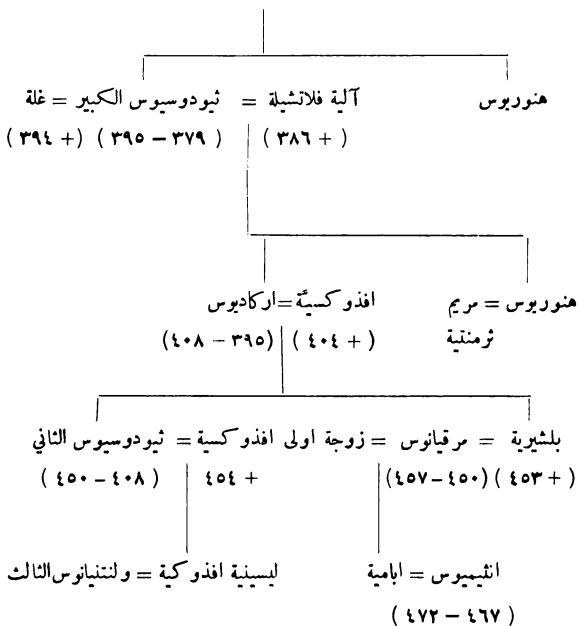 هنوريوس آلية فلاتشيلة = ثيودوسيوس الكبير = غلة
( + ٣٨٦ ) ( ٣٧٩ – ٣٩٥ ) ( + ٣٩٤ )
هنوريوس = مريم افذوكسيَّة = اركاديوس
ثرمنتية ( + ٤٠٤ ) (٣٩٥ – ٤٠٨ )
بلشيرية = مرقيانوس = زوجة اولى افذوكسية = ثيودوسيوس الثاني
( + ٤٥٣ ) (٤٥٠–٤٥٧) + ٤٥٤ ( ٤٠٨ – ٤٥٠ )
انثيميوس = ابامية ليسينية افذوكية = ولنتنيانوس الثالث
( ٤٦٧ – ٤٧٢ )